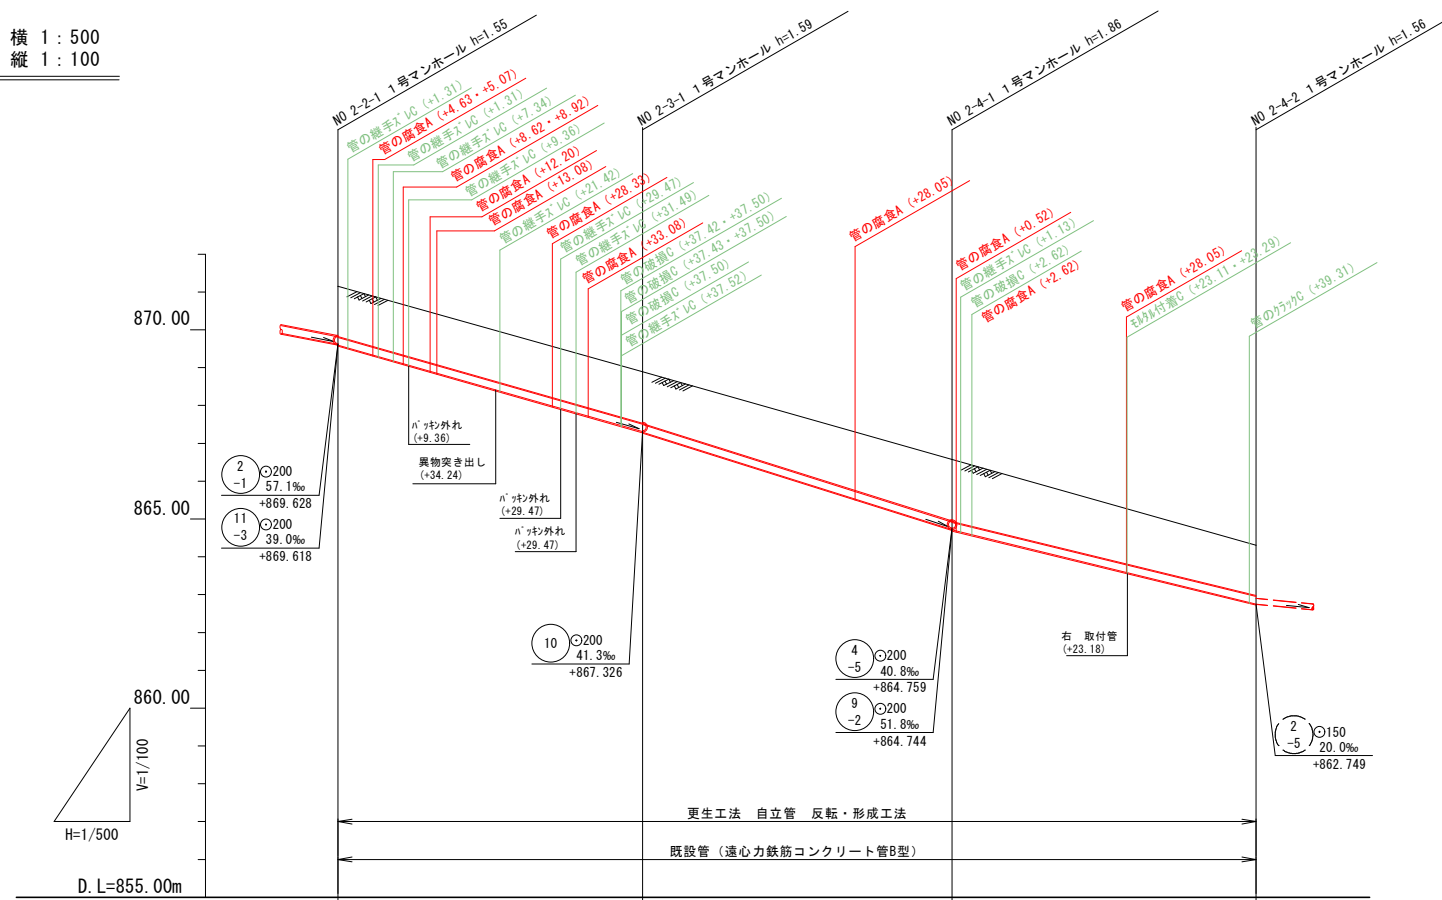 横 1：500
縦 1：100
NO 2-2-1 1号マンホール h=1.55
NO 2-3-1 1号マンホール h=1.59
NO 2-4-1 1号マンホール h=1.86
NO 2-4-2 1号マンホール h=1.56
管の継手ズレC (+1.31)
管の腐食A (+4.63・+5.07)
管の継手ズレC (+1.31)
管の継手ズレC (+7.34)
管の腐食A (+8.62・+8.92)
管の継手ズレC (+9.36)
管の腐食A (+12.20)
管の腐食A (+13.08)
管の継手ズレC (+21.42)
管の腐食A (+28.33)
管の継手ズレC (+29.47)
管の継手ズレC (+31.49)
管の腐食A (+33.08)
管の破損C (+37.42・+37.50)
管の破損C (+37.43・+37.50)
管の破損C (+37.50)
管の継手ズレC (+37.52)
管の腐食A (+28.05)
管の腐食A (+0.52)
管の継手ズレC (+1.13)
管の破損C (+2.62)
管の腐食A (+2.62)
管の腐食A (+28.05)
モルタル付着C (+23.11・+23.29)
管のクラックC (+39.31)
870.00
865.00
860.00
D.L=855.00m
パッキン外れ
(+9.36)
異物突き出し
(+34.24)
パッキン外れ
(+29.47)
パッキン外れ
(+29.47)
右 取付管
(+23.18)
2
-1
⊙200
57.1‰
+869.628
11
-3
⊙200
39.0‰
+869.618
10
⊙200
41.3‰
+867.326
4
-5
⊙200
40.8‰
+864.759
9
-2
⊙200
51.8‰
+864.744
2
-5
⊙150
20.0‰
+862.749
V=1/100
H=1/500
更生工法 自立管 反転・形成工法
既設管（遠心力鉄筋コンクリート管B型）